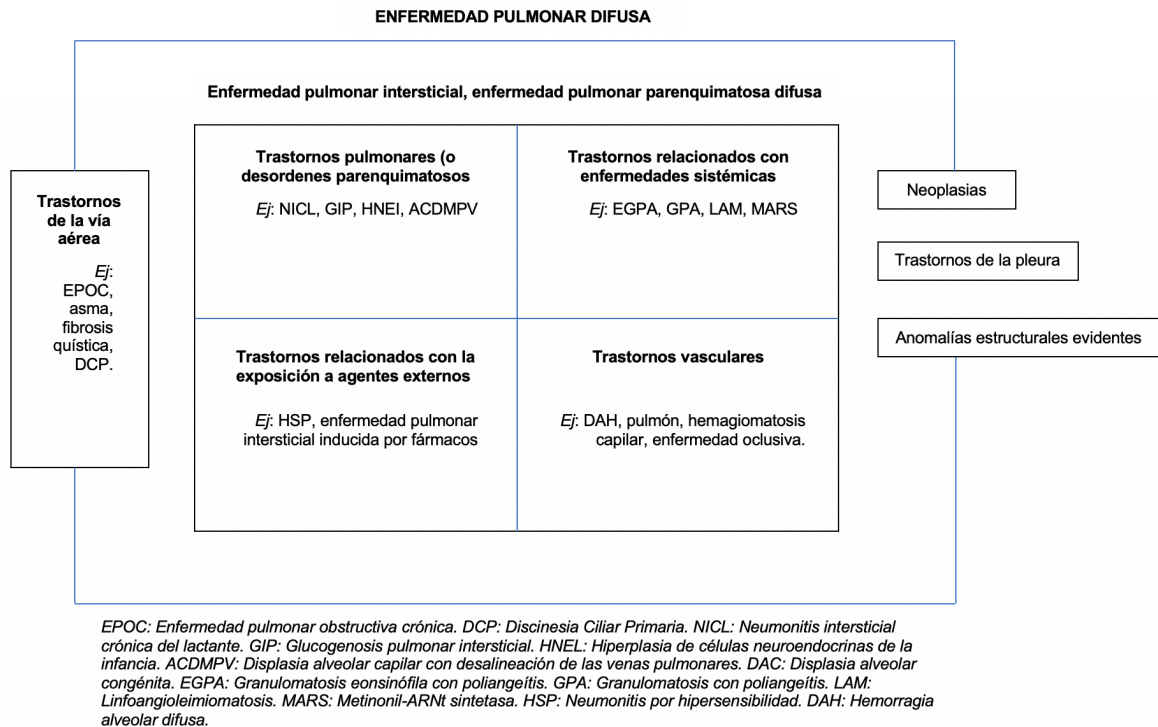 ENFERMEDAD PULMONAR DIFUSA
Enfermedad pulmonar intersticial, enfermedad pulmonar parenquimatosa difusa
Trastornos
de la vía
aérea
Ej:
EPOC,
asma,
fibrosis
quística,
DCP.
Trastornos pulmonares (o
desordenes parenquimatosos
Ej: NICL, GIP, HNEI, ACDMPV
Trastornos relacionados con
enfermedades sistémicas
Ej: EGPA, GPA, LAM, MARS
Trastornos relacionados con la
exposición a agentes externos
Ej: HSP, enfermedad pulmonar
intersticial inducida por fármacos
Trastornos vasculares
Ej: DAH, pulmón, hemagiomatosis
capilar, enfermedad oclusiva.
Neoplasias
Trastornos de la pleura
Anomalías estructurales evidentes
EPOC: Enfermedad pulmonar obstructiva crónica. DCP: Discinesia Ciliar Primaria. NICL: Neumonitis intersticial
crónica del lactante. GIP: Glucogenosis pulmonar intersticial. HNEL: Hiperplasia de células neuroendocrinas de la
infancia. ACDMPV: Displasia alveolar capilar con desalineación de las venas pulmonares. DAC: Displasia alveolar
congénita. EGPA: Granulomatosis eonsinófila con poliangeítis. GPA: Granulomatosis con poliangeítis. LAM:
Linfoangioleimiomatosis. MARS: Metinonil-ARNt sintetasa. HSP: Neumonitis por hipersensibilidad. DAH: Hemorragia
alveolar difusa.